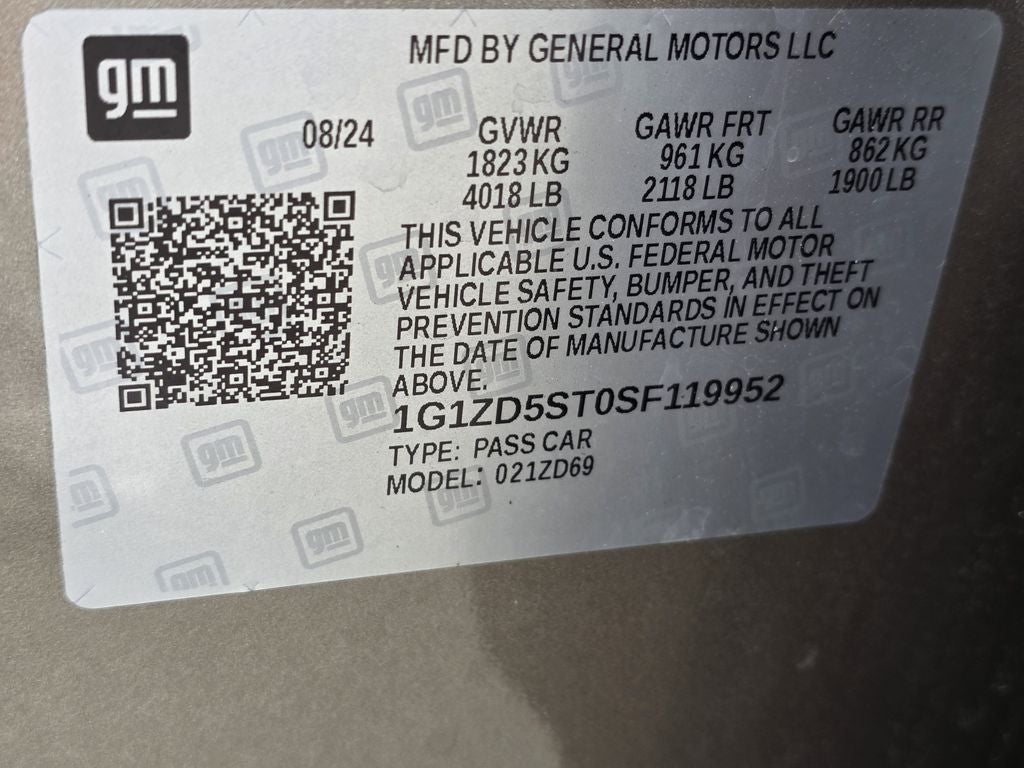 gm
MFD BY GENERAL MOTORS LLC
08/24 GVWR GAWR FRT GAWR RR
1823 KG 961 KG 862 KG
4018 LB 2118 LB 1900 LB
THIS VEHICLE CONFORMS TO ALL
APPLICABLE U.S. FEDERAL MOTOR
VEHICLE SAFETY, BUMPER, AND THEFT
PREVENTION STANDARDS IN EFFECT ON
THE DATE OF MANUFACTURE SHOWN
ABOVE.
1G1ZD5ST0SF119952
TYPE: PASS CAR
MODEL: 021ZD69